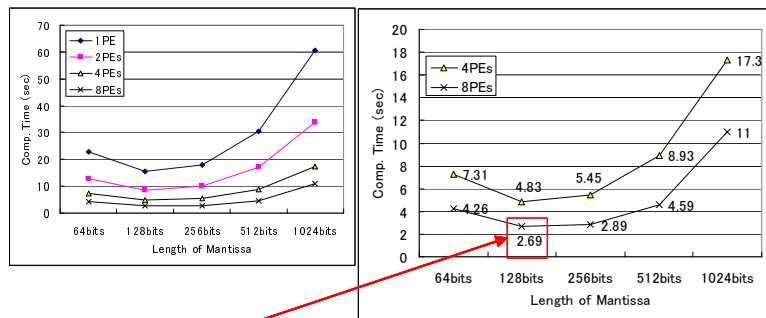 70
60
50
40
30
20
10
0
Comp. Time (sec)
1PE
2PEs
4PEs
8PEs
64bits 128bits 256bits 512bits 1024bits
Length of Mantissa
20
18
16
14
12
10
8
6
4
2
0
Comp. Time (sec)
4PEs
8PEs
7.31
4.83
5.45
8.93
17.3
4.26
2.69
2.89
4.59
11
64bits 128bits 256bits 512bits 1024bits
Length of Mantissa